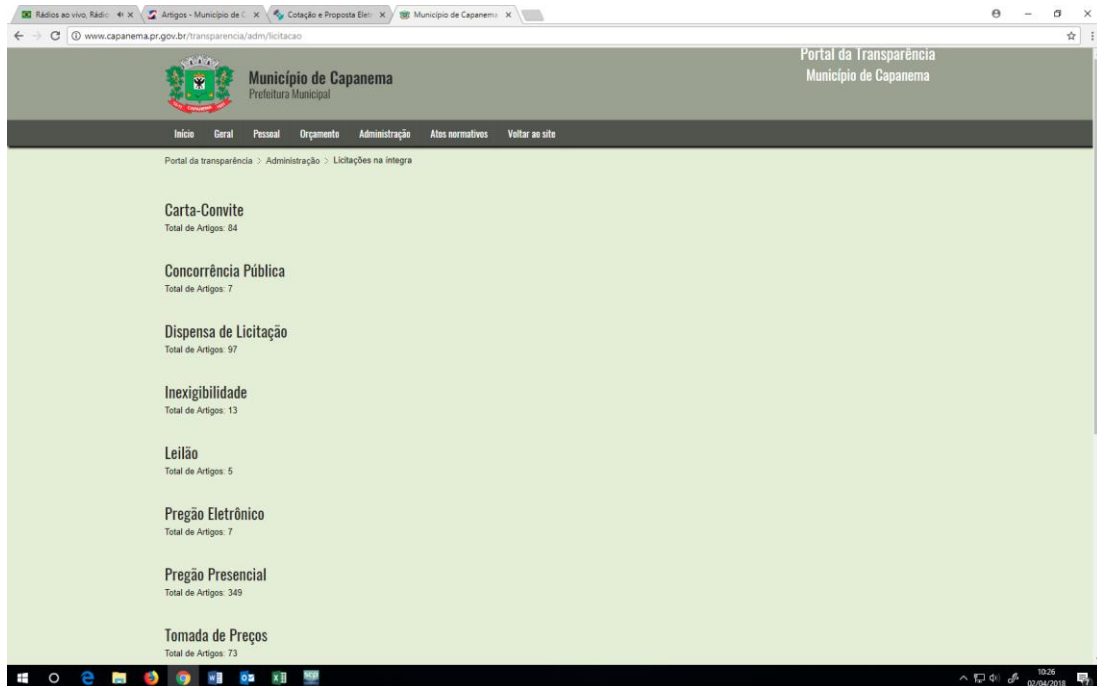 Rádios ao vivo, Rádio
Artigos - Município de C
Cotação e Proposta Eletr
Município de Capanema
www.capanema.pr.gov.br/transparencia/adm/licitacao
Município de Capanema
Prefeitura Municipal
Portal da Transparência
Município de Capanema
Início Geral Pessoal Orçamento Administração Atos normativos Voltar ao site
Portal da transparência > Administração > Licitações na íntegra
Carta-Convite
Total de Artigos: 84
Concorrência Pública
Total de Artigos: 7
Dispensa de Licitação
Total de Artigos: 97
Inexigibilidade
Total de Artigos: 13
Leilão
Total de Artigos: 5
Pregão Eletrônico
Total de Artigos: 7
Pregão Presencial
Total de Artigos: 349
Tomada de Preços
Total de Artigos: 73
10:26
02/04/2018